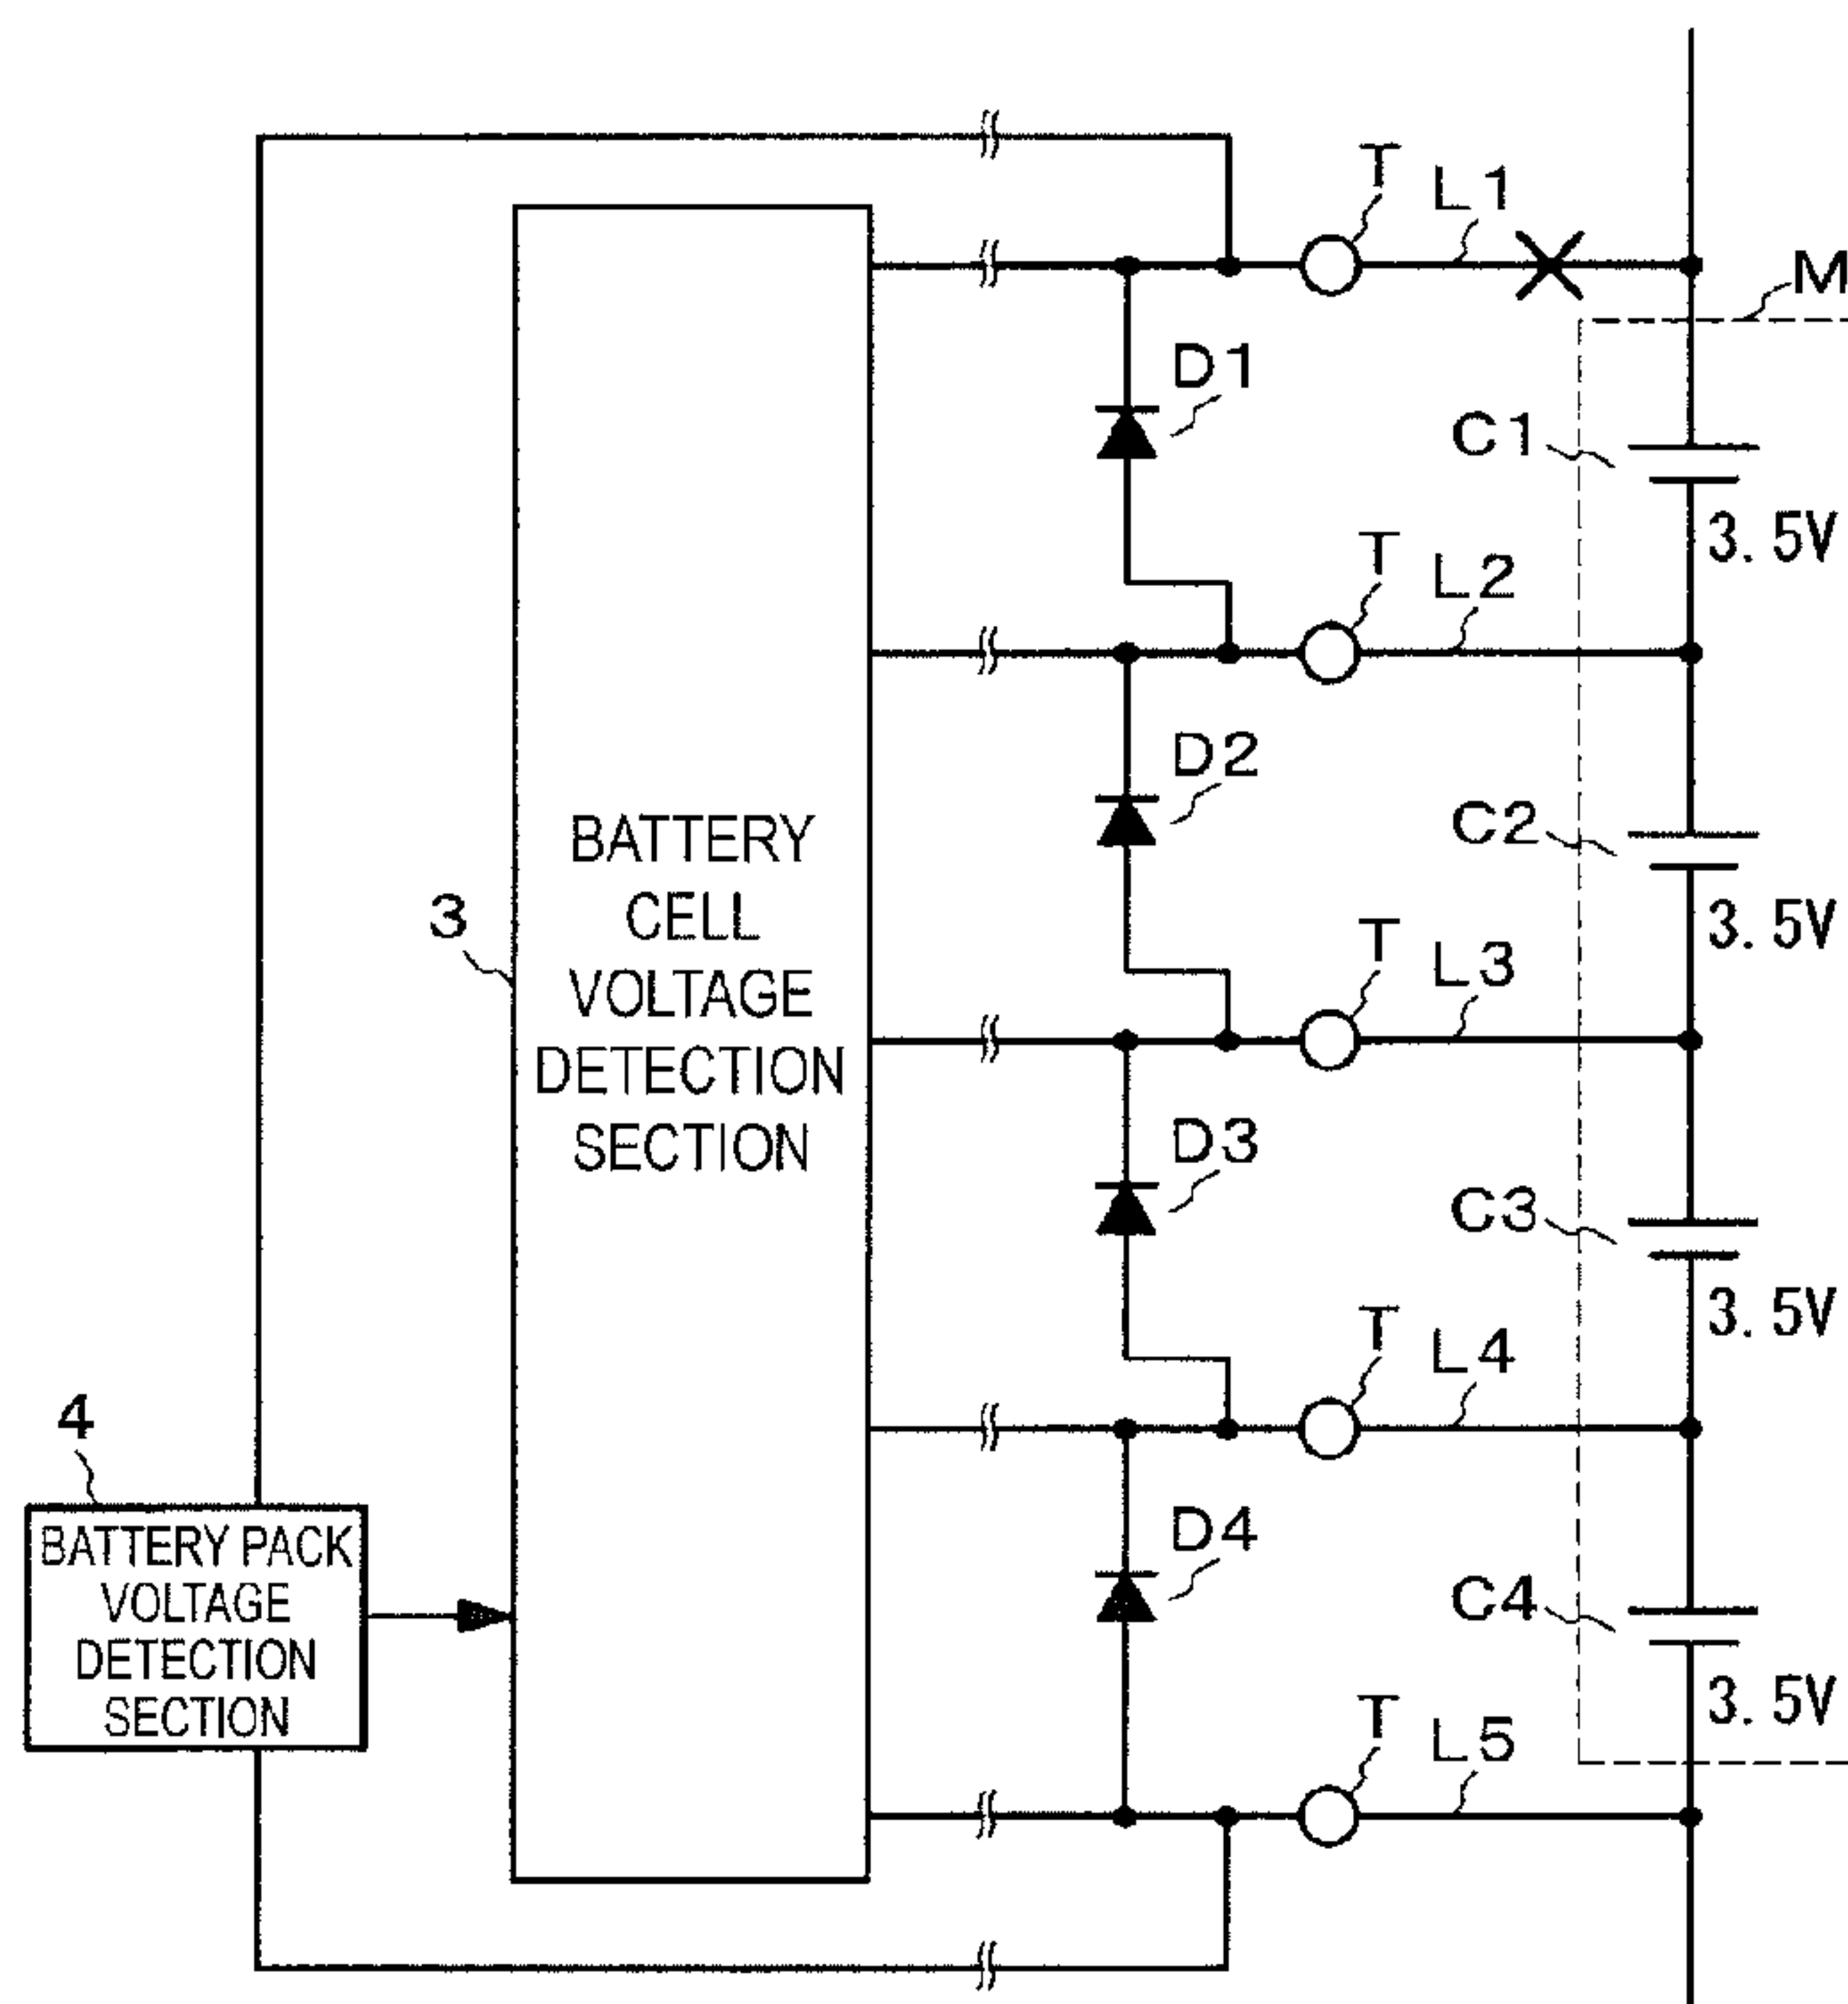 T
L1
M
D1
C1
3.5V
T
L2
D2
C2
3.5V
BATTERY
CELL
VOLTAGE
DETECTION
SECTION
3
T
L3
D3
C3
3.5V
T
L4
4
BATTERY PACK
VOLTAGE
DETECTION
SECTION
D4
C4
3.5V
T
L5